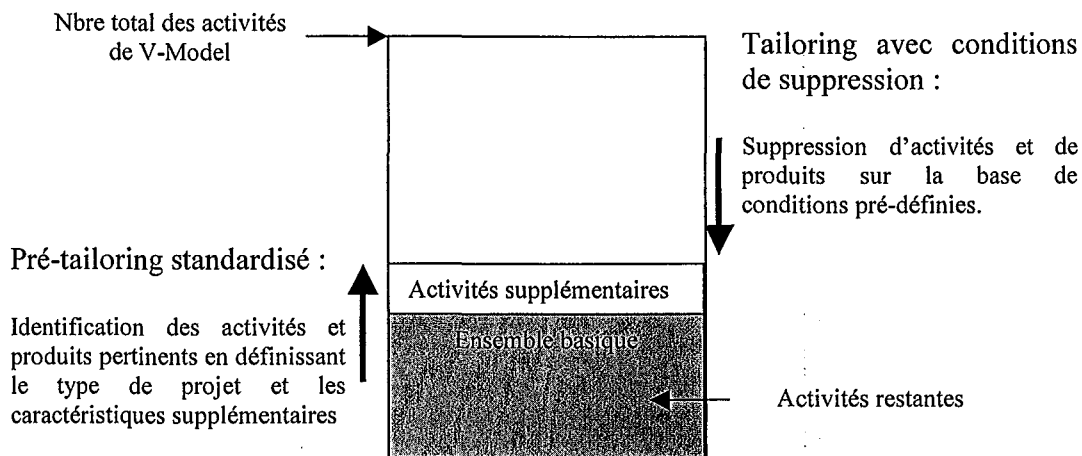 Nbre total des activités
de V-Model
Tailoring avec conditions
de suppression :
Suppression d'activités et de
produits sur la base de
conditions pré-définies.
Pré-tailoring standardisé :
Identification des activités et
produits pertinents en définissant
le type de projet et les
caractéristiques supplémentaires
Activités supplémentaires
Ensemble basique
Activités restantes